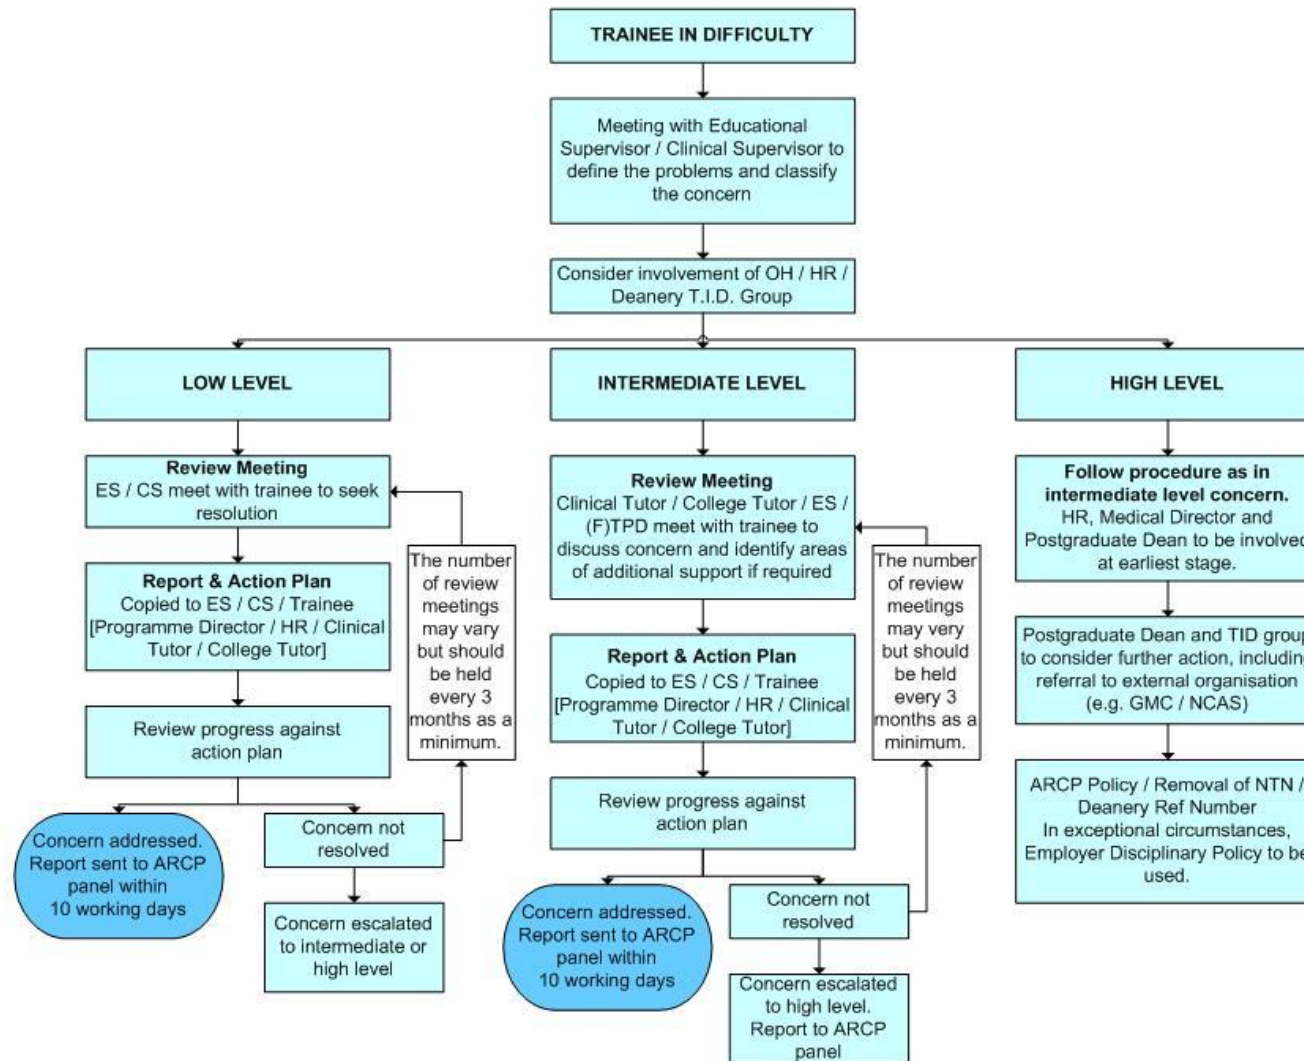 TRAINEE IN DIFFICULTY
Meeting with Educational
Supervisor / Clinical Supervisor to
define the problems and classify
the concern
Consider involvement of OH / HR /
Deanery T.I.D. Group
LOW LEVEL
Review Meeting
ES / CS meet with trainee to seek
resolution
Report & Action Plan
Copied to ES / CS / Trainee
[Programme Director / HR / Clinical
Tutor / College Tutor]
Review progress against
action plan
The number
of review
meetings
may vary
but should
be held
every 3
months as a
minimum.
Concern addressed.
Report sent to ARCP
panel within
10 working days
Concern not
resolved
Concern escalated
to intermediate or
high level
INTERMEDIATE LEVEL
Review Meeting
Clinical Tutor / College Tutor / ES /
(F)TPD meet with trainee to
discuss concern and identify areas
of additional support if required
Report & Action Plan
Copied to ES / CS / Trainee
[Programme Director / HR / Clinical
Tutor / College Tutor]
Review progress against
action plan
The number
of review
meetings
may very
but should
be held
every 3
months as a
minimum.
Concern addressed.
Report sent to ARCP
panel within
10 working days
Concern not
resolved
Concern escalated
to high level.
Report to ARCP
panel
HIGH LEVEL
Follow procedure as in
intermediate level concern.
HR, Medical Director and
Postgraduate Dean to be involved
at earliest stage.
Postgraduate Dean and TID group
to consider further action, including
referral to external organisation
(e.g. GMC / NCAS)
ARCP Policy / Removal of NTN /
Deanery Ref Number
In exceptional circumstances,
Employer Disciplinary Policy to be
used.